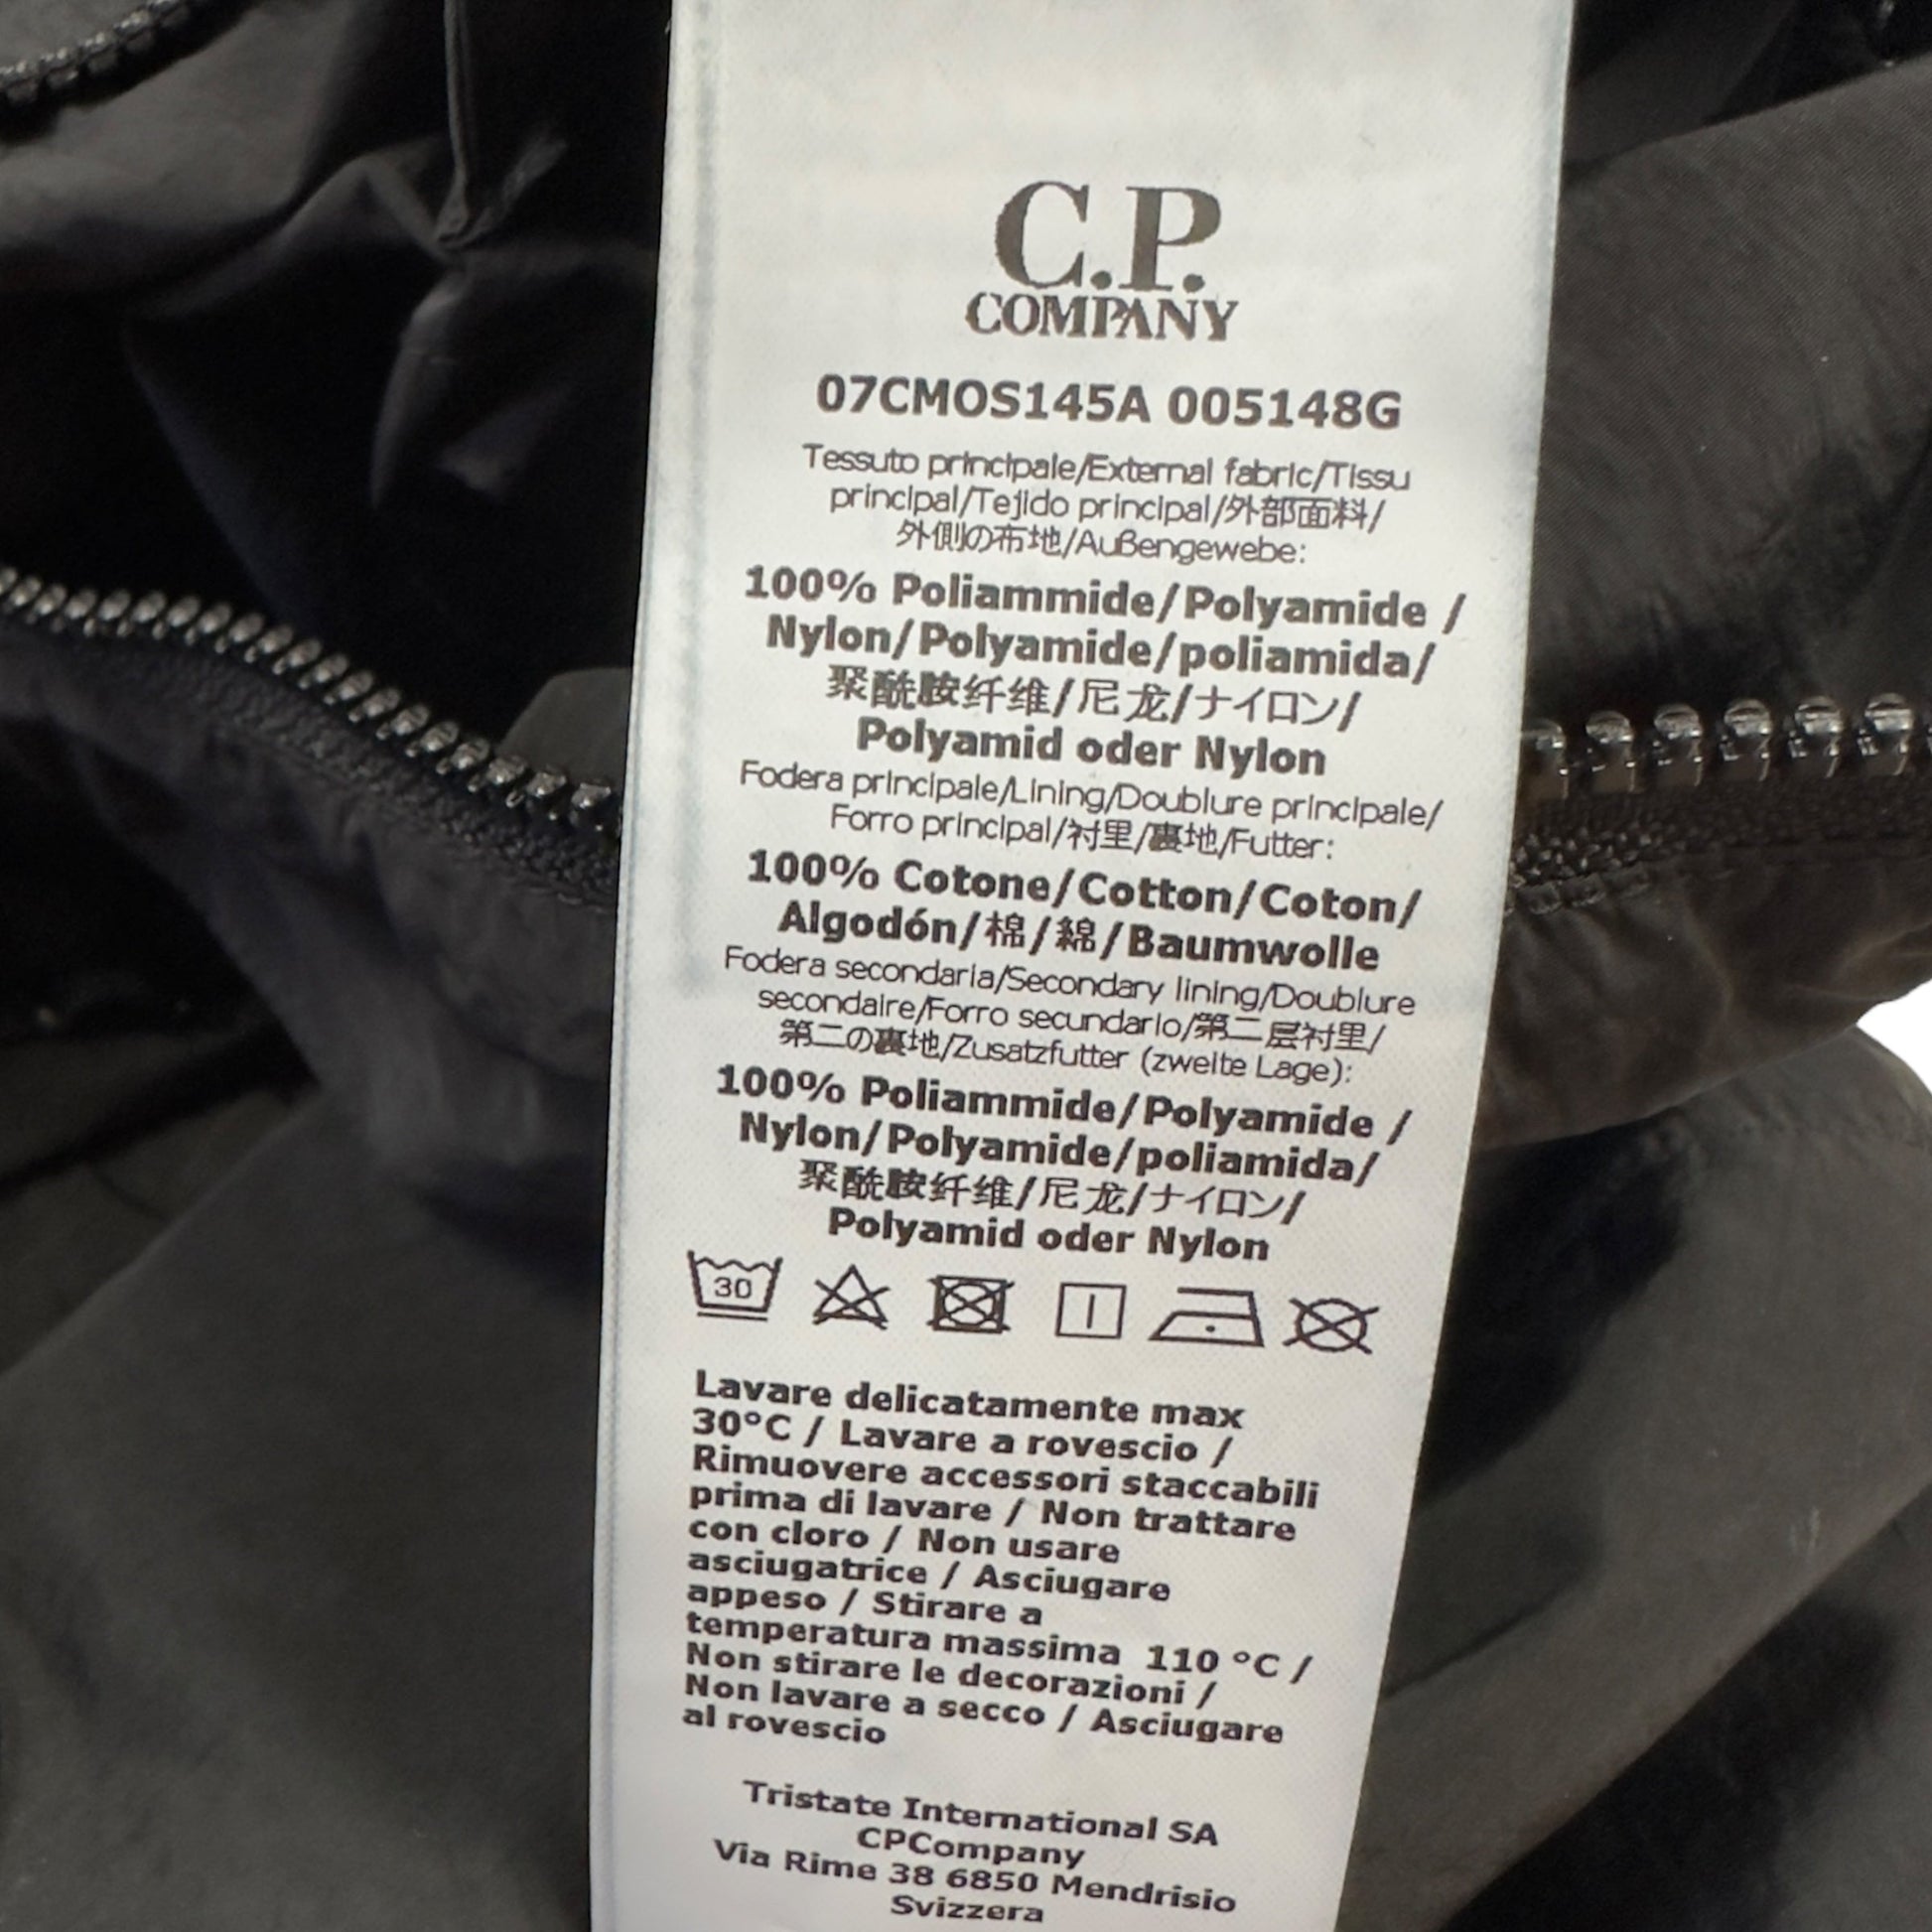 C.P.
COMPANY
07CMOS145A 005148G
Tessuto principale/External fabric/Tissu
principal/Tejido principal/外部面料/
外側の布地/Außengewebe:
100% Poliammide/Polyamide /
Nylon/Polyamide/poliamida/
聚酰胺纤维/尼龙/ナイロン/
Polyamid oder Nylon
Fodera principale/Lining/Doublure principale/
Forro principal/衬里/裏地/Futter:
100% Cotone/Cotton/Coton/
Algodón/棉/綿/Baumwolle
Fodera secondaria/Secondary lining/Doublure
secondaire/Forro secundario/第二层衬里/
第二の裏地/Zusatzfutter (zweite Lage):
100% Poliammide/Polyamide /
Nylon/Polyamide/poliamida/
聚酰胺纤维/尼龙/ナイロン/
Polyamid oder Nylon
30
Lavare delicatamente max
30°C / Lavare a rovescio /
Rimuovere accessori staccabili
prima di lavare / Non trattare
con cloro / Non usare
asciugatrice / Asciugare
appeso / Stirare a
temperatura massima 110 °C /
Non stirare le decorazioni /
Non lavare a secco / Asciugare
al rovescio
Tristate International SA
CPCompany
Via Rime 38 6850 Mendrisio
Svizzera